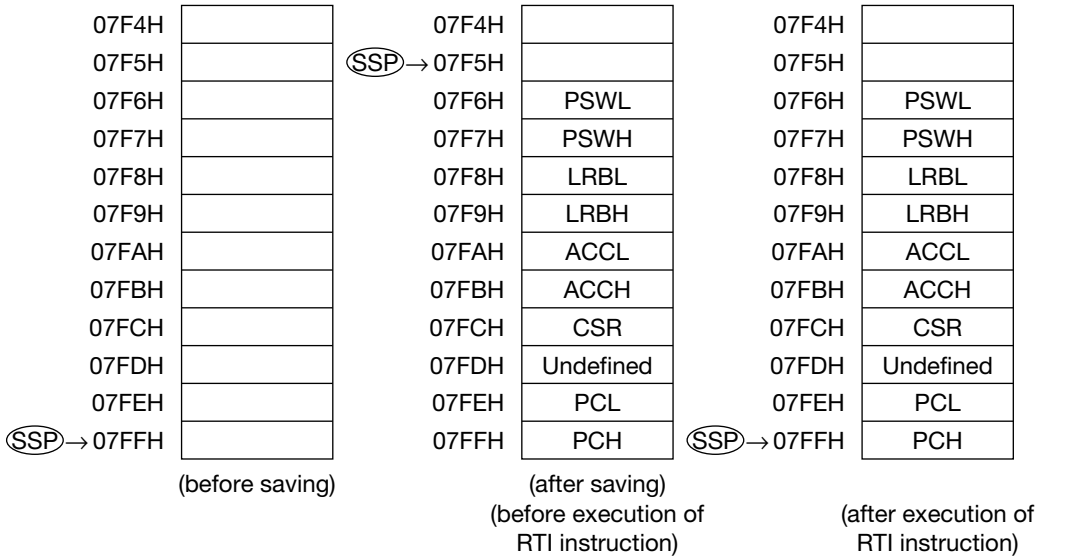 07F4H 07F4H 07F4H
07F5H SSP → 07F5H 07F5H
07F6H 07F6H PSWL 07F6H PSWL
07F7H 07F7H PSWH 07F7H PSWH
07F8H 07F8H LRBL 07F8H LRBL
07F9H 07F9H LRBH 07F9H LRBH
07FAH 07FAH ACCL 07FAH ACCL
07FBH 07FBH ACCH 07FBH ACCH
07FCH 07FCH CSR 07FCH CSR
07FDH 07FDH Undefined 07FDH Undefined
07FEH 07FEH PCL 07FEH PCL
SSP → 07FFH 07FFH PCH SSP → 07FFH PCH
(before saving) (after saving)
(before execution of (after execution of
RTI instruction) RTI instruction)